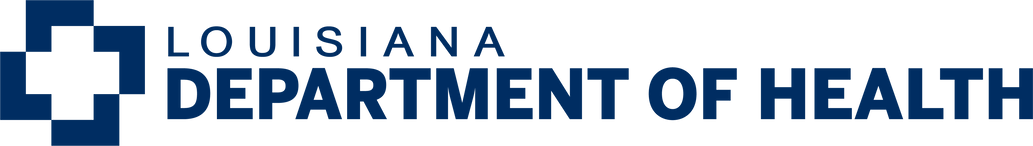 LOUISIANA
DEPARTMENT OF HEALTH